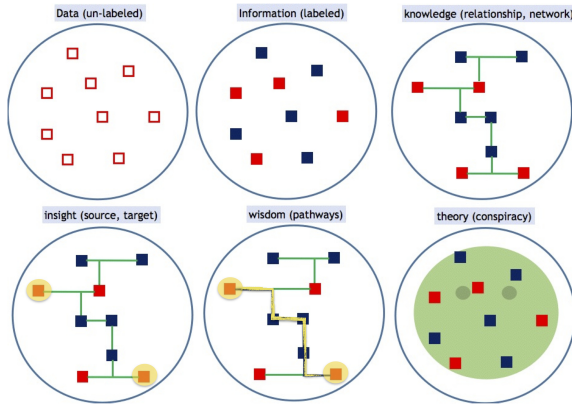 Data (un-labeled)
Information (labeled)
knowledge (relationship, network)
insight (source, target)
wisdom (pathways)
theory (conspiracy)